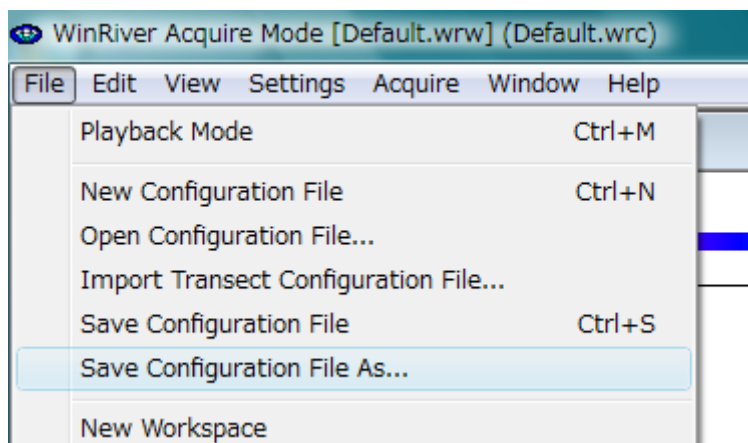 WinRiver Acquire Mode [Default.wrw] (Default.wrc)
File Edit View Settings Acquire Window Help
Playback Mode Ctrl+M
New Configuration File Ctrl+N
Open Configuration File...
Import Transect Configuration File...
Save Configuration File Ctrl+S
Save Configuration File As...
New Workspace